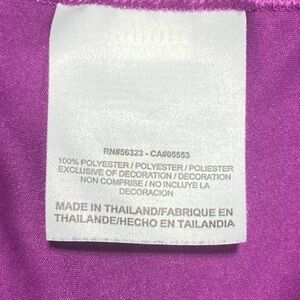 RN#56323 - CA#05553
100% POLYESTER / POLYESTER / POLIESTER
EXCLUSIVE OF DECORATION / DECORATION
NON COMPRISE / NO INCLUYE LA
DECORACION
MADE IN THAILAND/FABRIQUE EN
THAILANDE/HECHO EN TAILANDIA